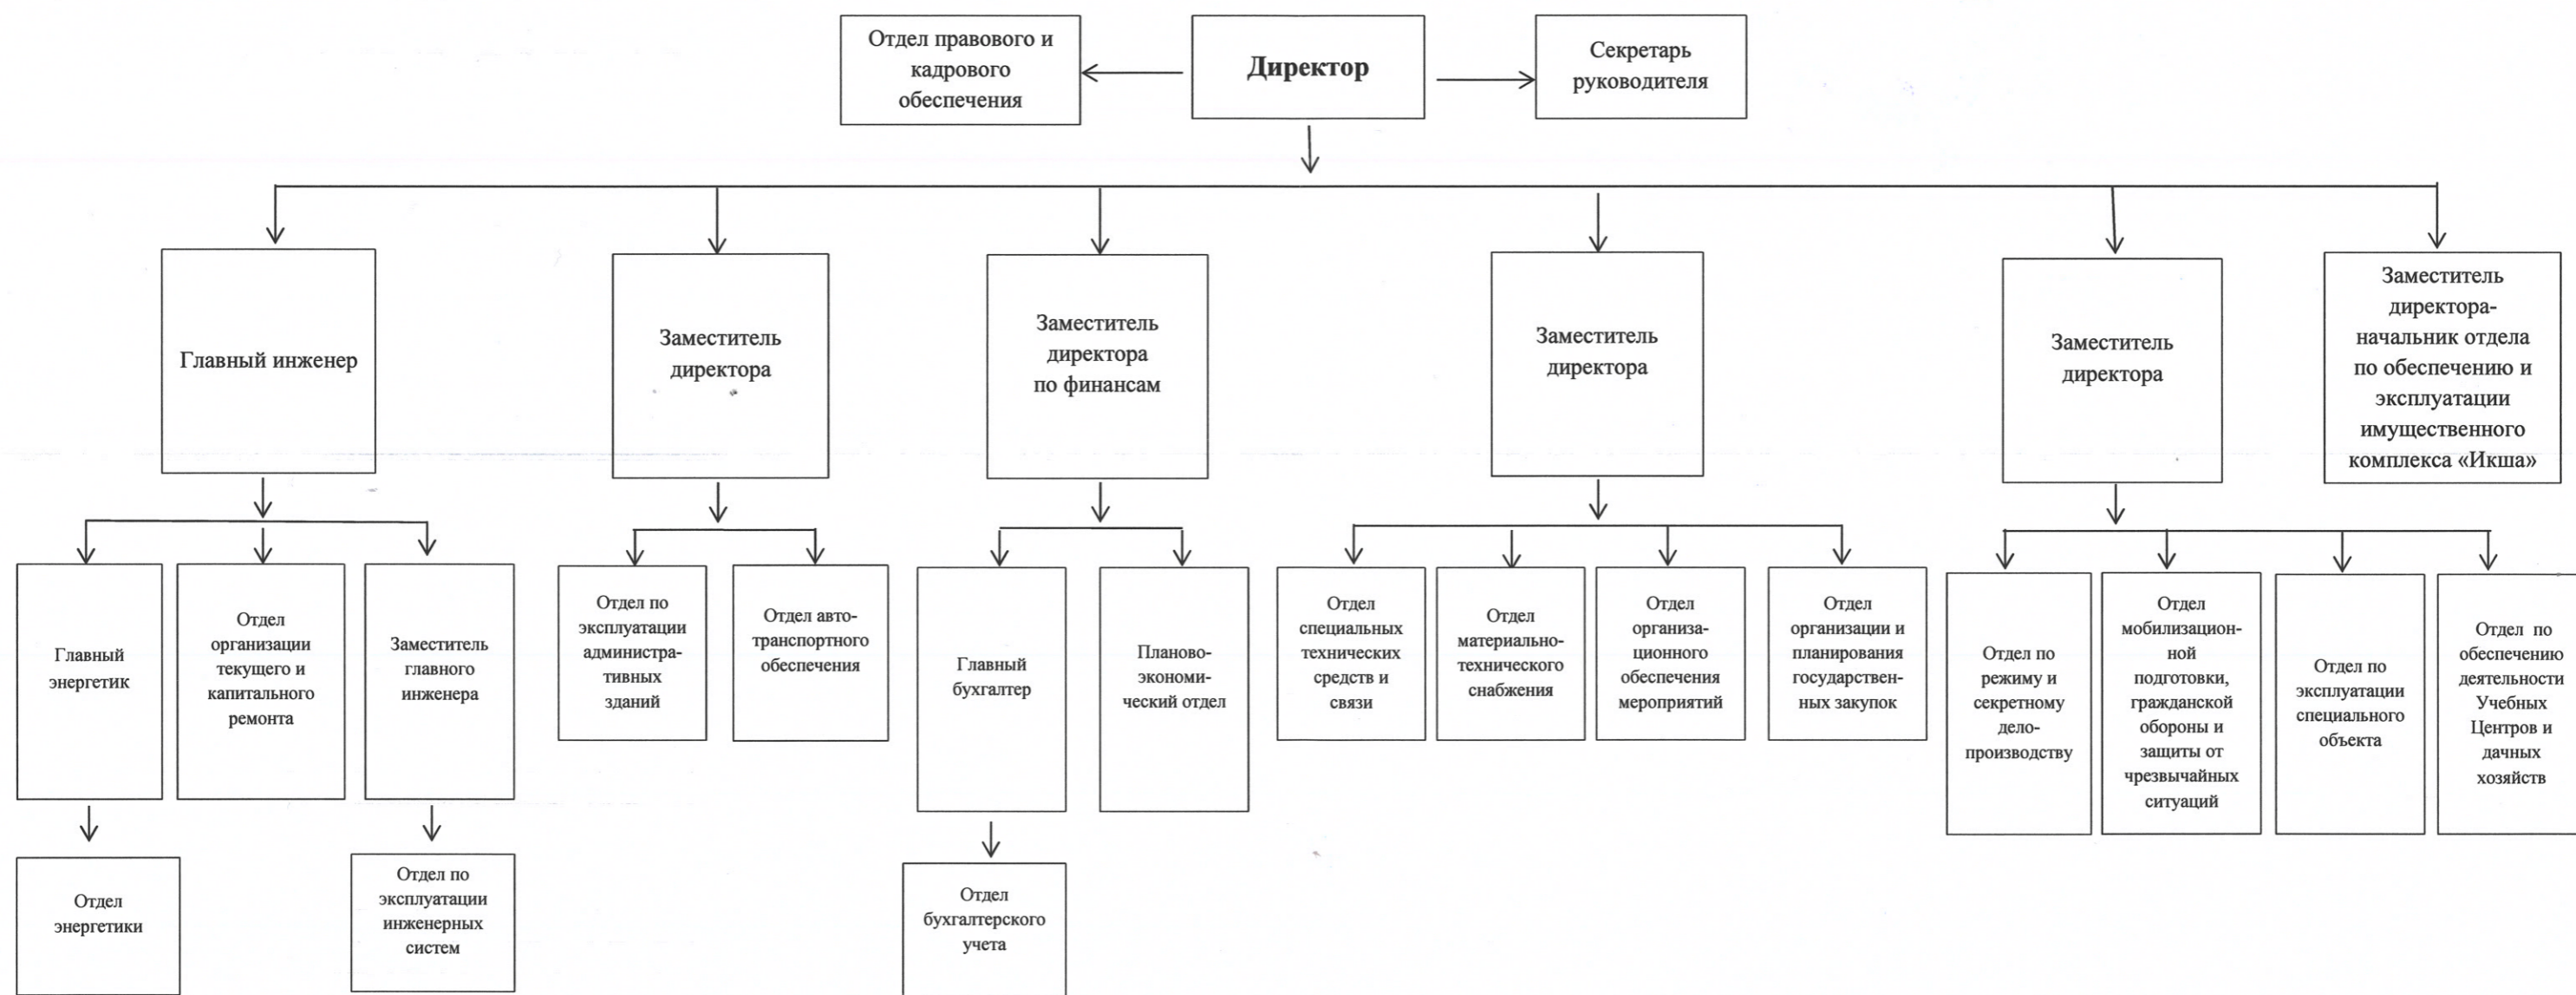 Отдел правового и
кадрового
обеспечения
Директор
Секретарь
руководителя
Главный инженер
Заместитель
директора
Заместитель
директора
по финансам
Заместитель
директора
Заместитель
директора
Заместитель
директора-
начальник отдела
по обеспечению и
эксплуатации
имущественного
комплекса «Икша»
Главный
энергетик
Отдел
организации
текущего и
капитального
ремонта
Заместитель
главного
инженера
Отдел по
эксплуатации
администра-
тивных
зданий
Отдел авто-
транспортного
обеспечения
Главный
бухгалтер
Планово-
экономи-
ческий отдел
Отдел
специальных
технических
средств и
связи
Отдел
материально-
технического
снабжения
Отдел
организа-
ционного
обеспечения
мероприятий
Отдел
организации и
планирования
государствен-
ных закупок
Отдел по
режиму и
секретному
дело-
производству
Отдел
мобилизацион-
ной
подготовки,
гражданской
обороны и
защиты от
чрезвычайных
ситуаций
Отдел по
эксплуатации
специального
объекта
Отдел по
обеспечению
деятельности
Учебных
Центров и
дачных
хозяйств
Отдел
энергетики
Отдел по
эксплуатации
инженерных
систем
Отдел
бухгалтерского
учета